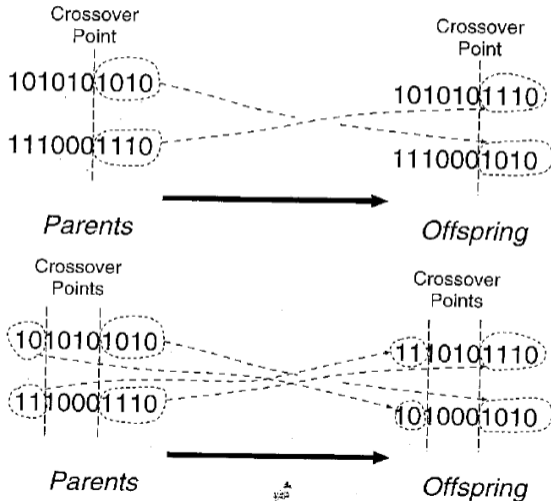 Crossover Point
Crossover Point
1010101010
1010101110
1110001110
1110001010
Parents
Offspring
Crossover Points
Crossover Points
1010101010
1110101110
1110001110
1010001010
Parents
Offspring